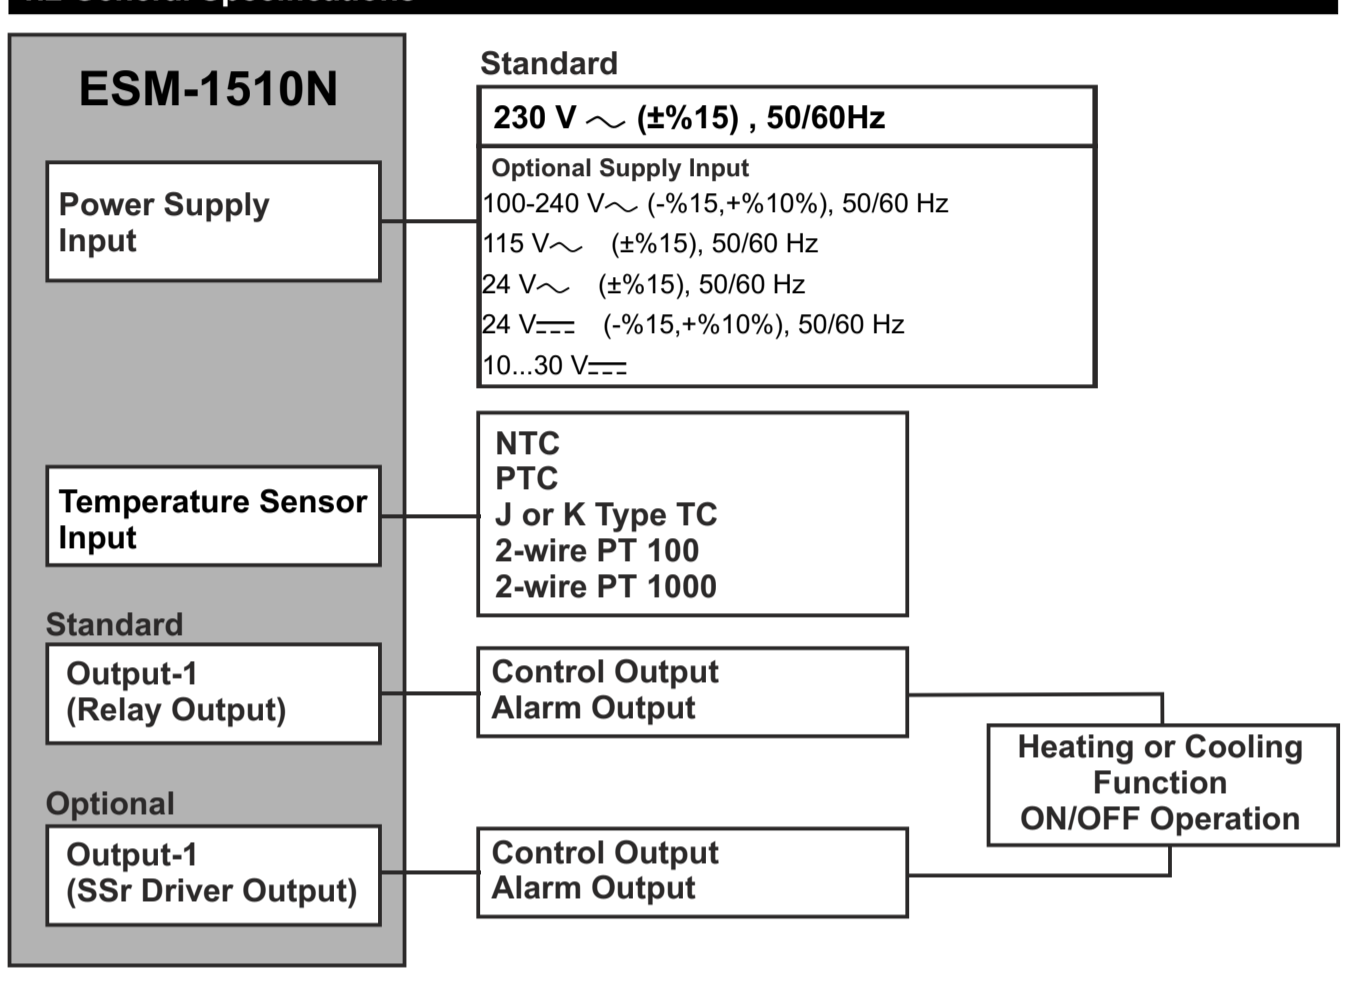 General Specifications
ESM-1510N
Standard
230 V ~ (±%15) , 50/60Hz
Power Supply
Input
Optional Supply Input
100-240 V~ (-%15,+%10%), 50/60 Hz
115 V~ (±%15), 50/60 Hz
24 V~ (±%15), 50/60 Hz
24 V⎓ (-%15,+%10%), 50/60 Hz
10...30 V⎓
Temperature Sensor
Input
NTC
PTC
J or K Type TC
2-wire PT 100
2-wire PT 1000
Standard
Output-1
(Relay Output)
Control Output
Alarm Output
Heating or Cooling
Function
ON/OFF Operation
Optional
Output-1
(SSr Driver Output)
Control Output
Alarm Output